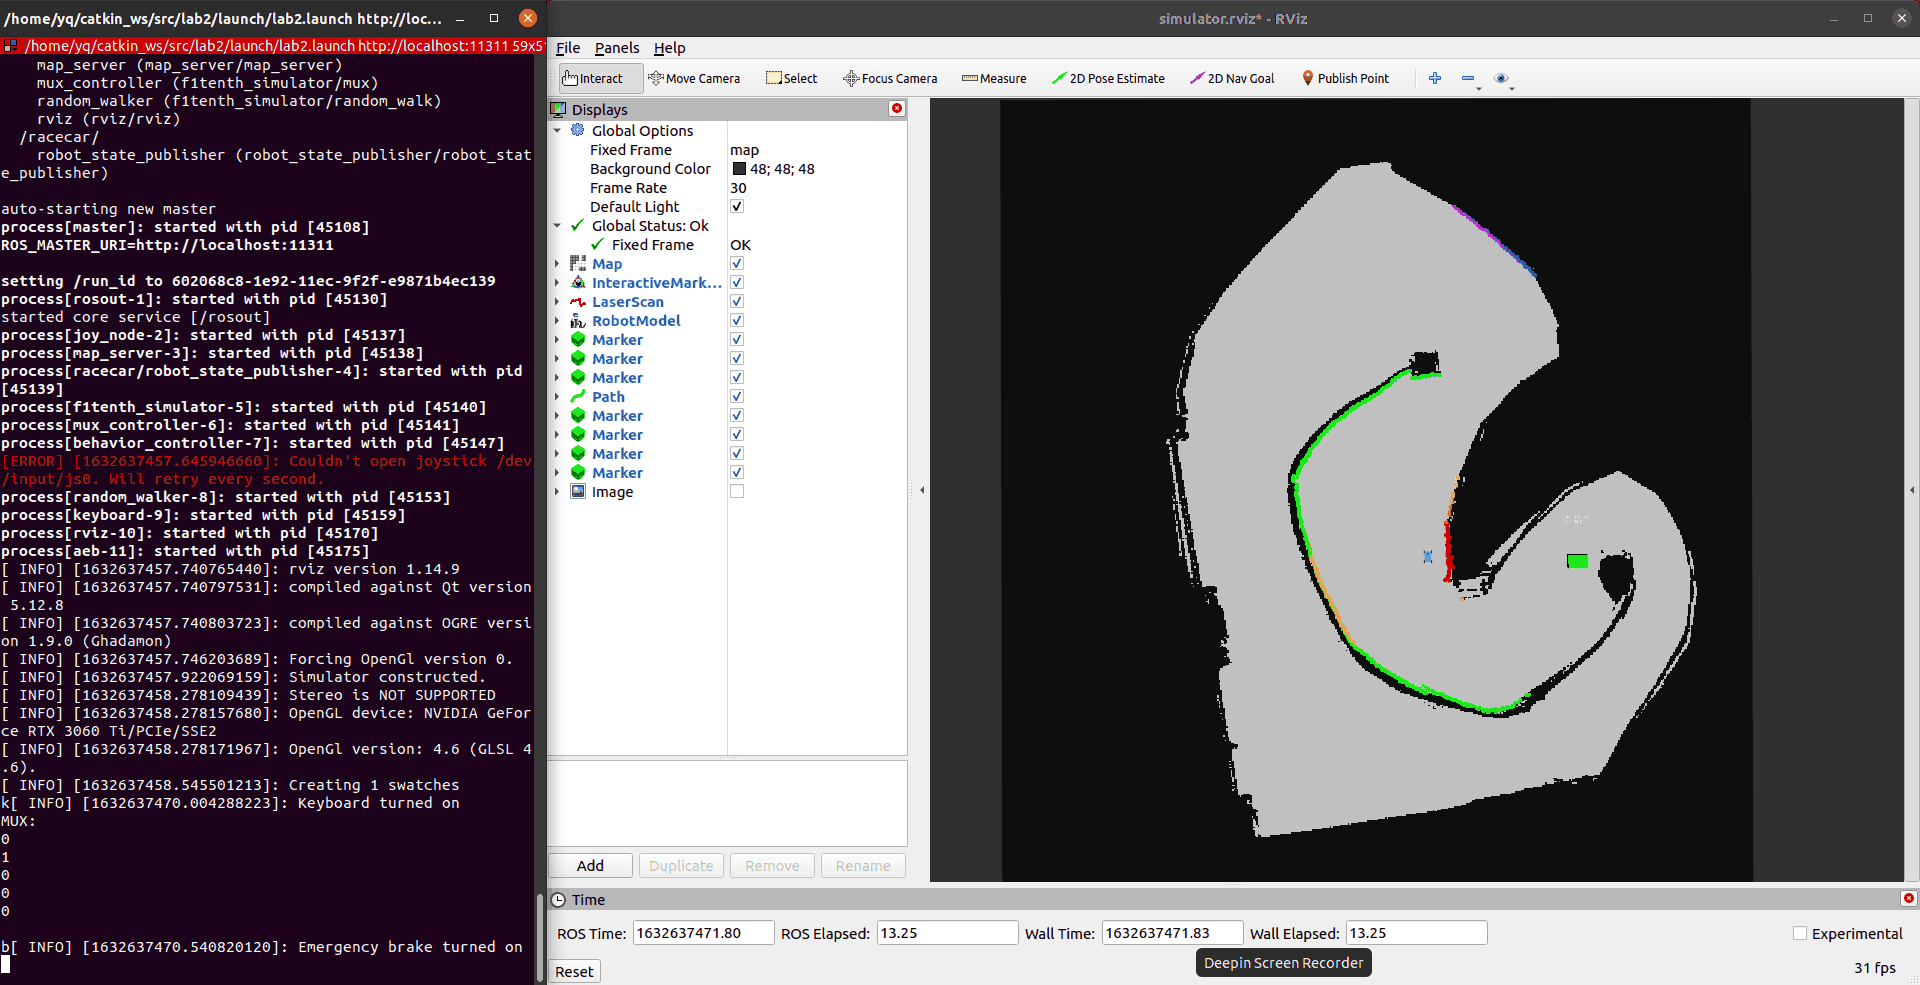 /home/yq/catkin_ws/src/lab2/launch/lab2.launch http://loc...
/home/yq/catkin_ws/src/lab2/launch/lab2.launch http://localhost:11311 59x5
map_server (map_server/map_server)
mux_controller (f1tenth_simulator/mux)
random_walker (f1tenth_simulator/random_walk)
rviz (rviz/rviz)
/racecar/
robot_state_publisher (robot_state_publisher/robot_stat
e_publisher)
auto-starting new master
process[master]: started with pid [45108]
ROS_MASTER_URI=http://localhost:11311
setting /run_id to 602068c8-1e92-11ec-9f2f-e9871b4ec139
process[rosout-1]: started with pid [45130]
started core service [/rosout]
process[joy_node-2]: started with pid [45137]
process[map_server-3]: started with pid [45138]
process[racecar/robot_state_publisher-4]: started with pid
[45139]
process[f1tenth_simulator-5]: started with pid [45140]
process[mux_controller-6]: started with pid [45141]
process[behavior_controller-7]: started with pid [45147]
[ERROR] [1632637457.645946660]: Couldn't open joystick /dev
/input/js0. Will retry every second.
process[random_walker-8]: started with pid [45153]
process[keyboard-9]: started with pid [45159]
process[rviz-10]: started with pid [45170]
process[aeb-11]: started with pid [45175]
[ INFO] [1632637457.740765440]: rviz version 1.14.9
[ INFO] [1632637457.740797531]: compiled against Qt version
5.12.8
[ INFO] [1632637457.740803723]: compiled against OGRE versi
on 1.9.0 (Ghadamon)
[ INFO] [1632637457.746203689]: Forcing OpenGl version 0.
[ INFO] [1632637457.922069159]: Simulator constructed.
[ INFO] [1632637458.278109439]: Stereo is NOT SUPPORTED
[ INFO] [1632637458.278157680]: OpenGL device: NVIDIA GeFor
ce RTX 3060 Ti/PCIe/SSE2
[ INFO] [1632637458.278171967]: OpenGl version: 4.6 (GLSL 4
.6).
[ INFO] [1632637458.545501213]: Creating 1 swatches
k[ INFO] [1632637470.004288223]: Keyboard turned on
MUX:
0
1
0
0
0
b[ INFO] [1632637470.540820120]: Emergency brake turned on
simulator.rviz* - RViz
File Panels Help
Interact Move Camera Select Focus Camera Measure 2D Pose Estimate 2D Nav Goal Publish Point
Displays
Global Options
Fixed Frame map
Background Color 48; 48; 48
Frame Rate 30
Default Light
Global Status: Ok
Fixed Frame OK
Map
InteractiveMark...
LaserScan
RobotModel
Marker
Marker
Marker
Path
Marker
Marker
Marker
Marker
Image
Add Duplicate Remove Rename
Time
ROS Time: 1632637471.80 ROS Elapsed: 13.25 Wall Time: 1632637471.83 Wall Elapsed: 13.25 Experimental
Deepin Screen Recorder
Reset 31 fps